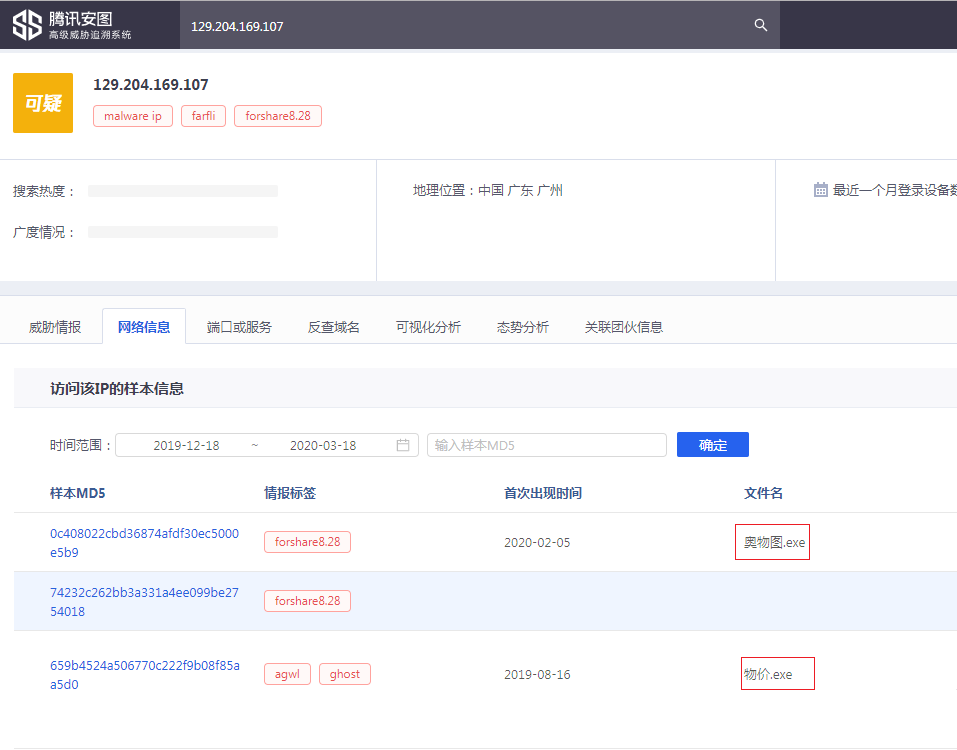 腾讯安图
高级威胁追溯系统
129.204.169.107
可疑
129.204.169.107
malware ip farfli forshare8.28
搜索热度：
广度情况：
地理位置：中国 广东 广州
最近一个月登录设备数
威胁情报 网络信息 端口或服务 反查域名 可视化分析 态势分析 关联团伙信息
访问该IP的样本信息
时间范围： 2019-12-18 ~ 2020-03-18 输入样本MD5 确定
样本MD5 情报标签 首次出现时间 文件名
0c408022cbd36874afdf30ec5000
e5b9
forshare8.28 2020-02-05 奥物图.exe
74232c262bb3a331a4ee099be27
54018
forshare8.28
659b4524a506770c222f9b08f85a
a5d0
agwl ghost 2019-08-16 物价.exe